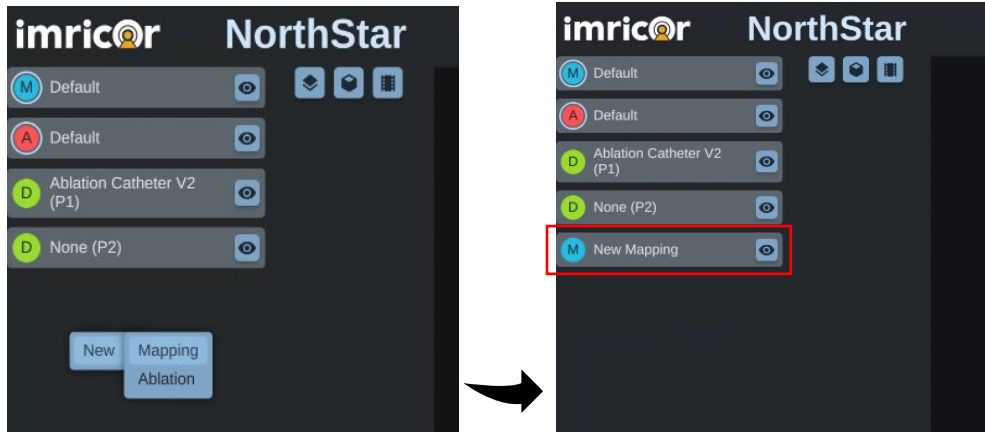 imricor NorthStar
M Default
A Default
D Ablation Catheter V2
(P1)
D None (P2)
New Mapping
Ablation
imricor NorthStar
M Default
A Default
D Ablation Catheter V2
(P1)
D None (P2)
M New Mapping